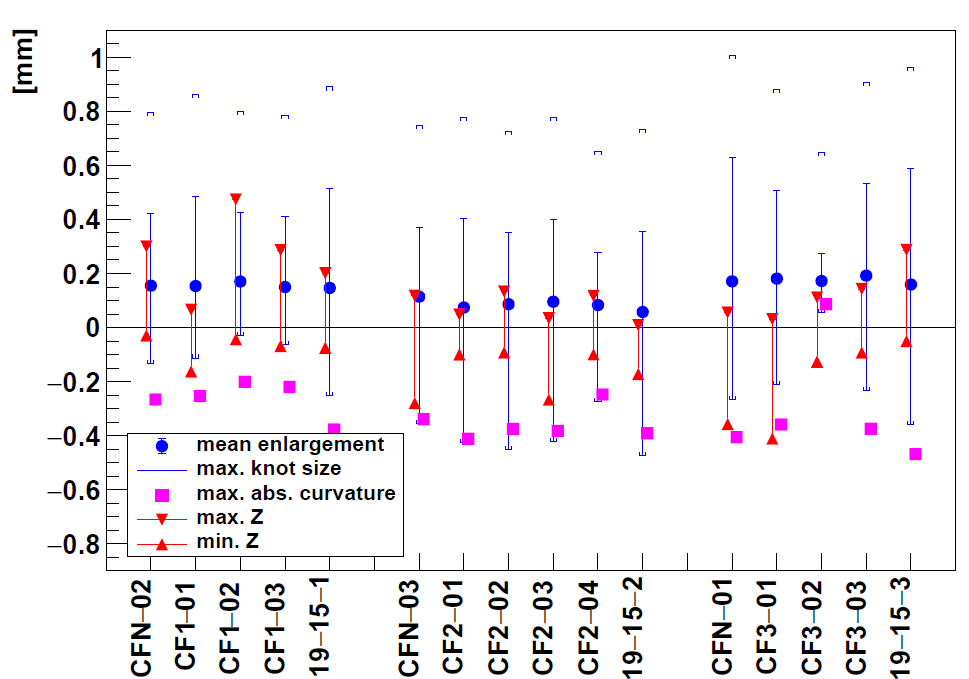 [mm]
1
0.8
0.6
0.4
0.2
0
−0.2
−0.4
−0.6
−0.8
mean enlargement
max. knot size
max. abs. curvature
max. Z
min. Z
CFN−02
CF1−01
CF1−02
CF1−03
19−15−1
CFN−03
CF2−01
CF2−02
CF2−03
CF2−04
19−15−2
CFN−01
CF3−01
CF3−02
CF3−03
19−15−3